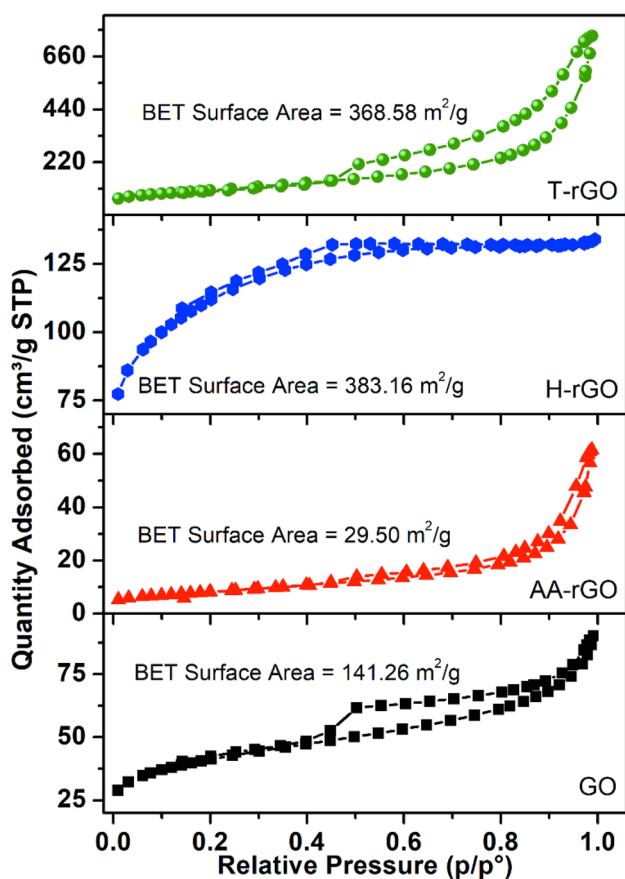 Quantity Adsorbed (cm³/g STP)
660
440
220
BET Surface Area = 368.58 m²/g
T-rGO
125
100
75
BET Surface Area = 383.16 m²/g
H-rGO
60
40
20
0
BET Surface Area = 29.50 m²/g
AA-rGO
75
50
25
BET Surface Area = 141.26 m²/g
GO
0.0 0.2 0.4 0.6 0.8 1.0
Relative Pressure (p/p°)